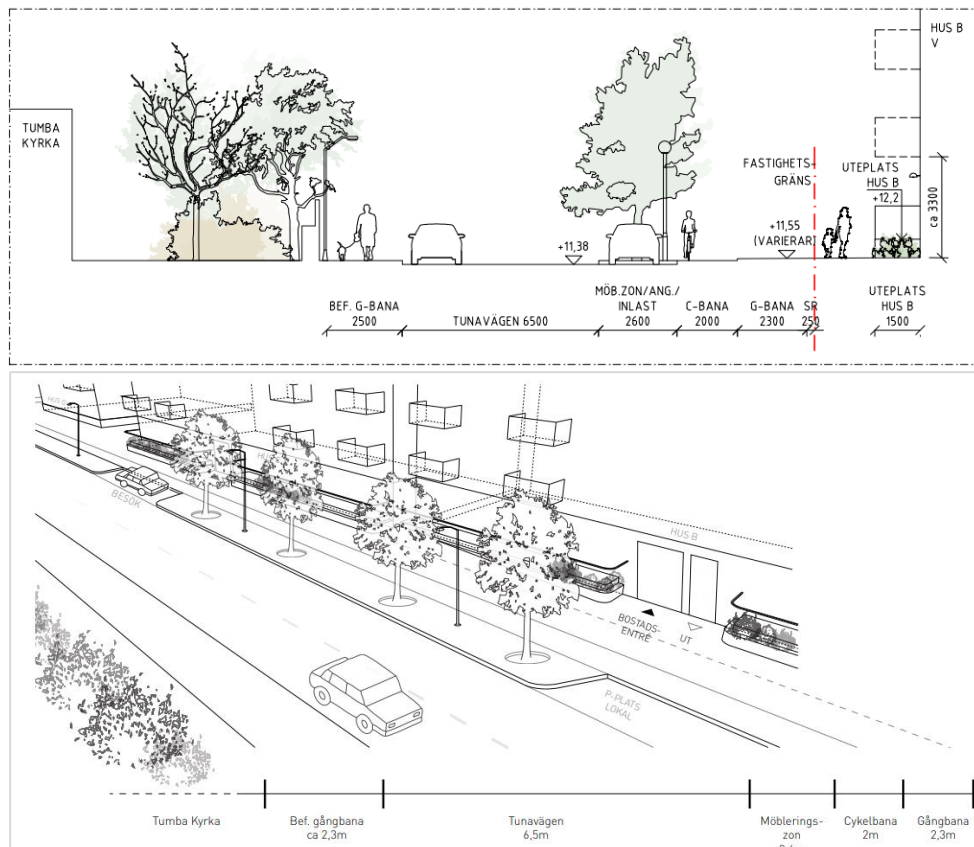 HUS B
V
TUMBA
KYRKA
FASTIGHETS-
GRÄNS
UTEPLATS
HUS B
+12,2
ca 3300
+11,55
(VARIERAR)
+11,38
BEF. G-BANA
2500
TUNAVÄGEN 6500
MÖB.ZON/ANG./
INLAST
2600
C-BANA
2000
G-BANA
2300
SR
250
UTEPLATS
HUS B
1500
BESÖK
HUS B
BOSTADS-
ENTRÉ
UT
P-PLATS
LOKAL
Tumba Kyrka
Bef. gångbana
ca 2,3m
Tunavägen
6,5m
Möblerings-
zon
Cykelbana
2m
Gångbana
2,3m